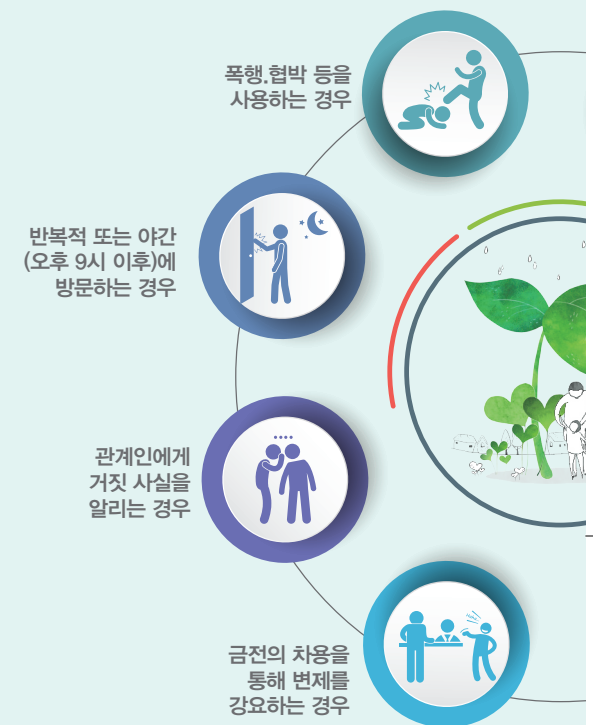 폭행.협박 등을
사용하는 경우
반복적 또는 야간
(오후 9시 이후)에
방문하는 경우
관계인에게
거짓 사실을
알리는 경우
금전의 차용을
통해 변제를
강요하는 경우